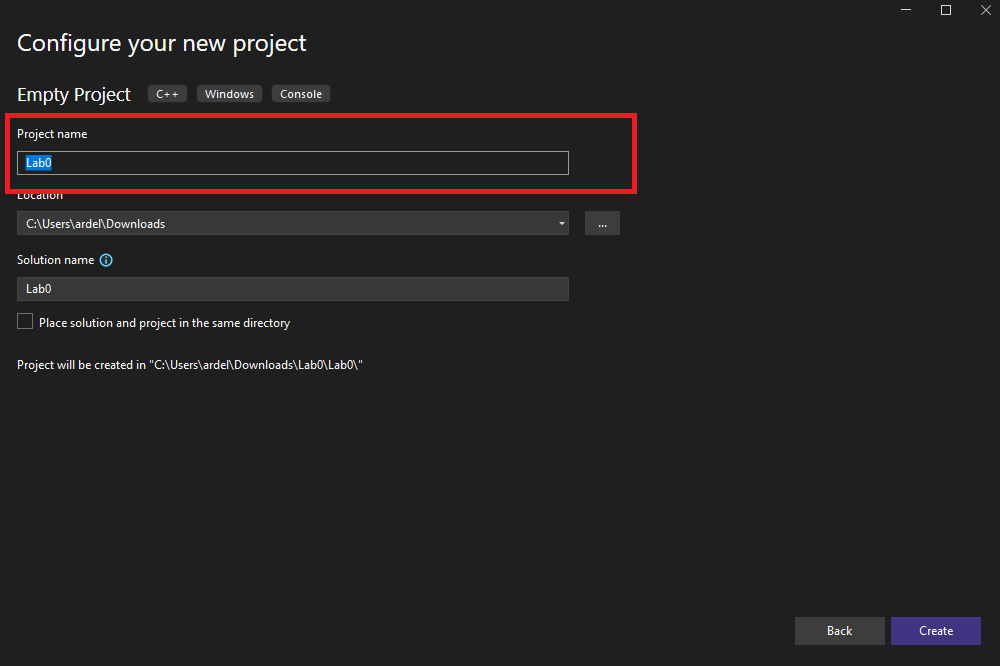 Configure your new project
Empty Project C++ Windows Console
Project name
Lab0
Location
C:\Users\ardel\Downloads ...
Solution name
Lab0
Place solution and project in the same directory
Project will be created in "C:\Users\ardel\Downloads\Lab0\Lab0\"
Back Create